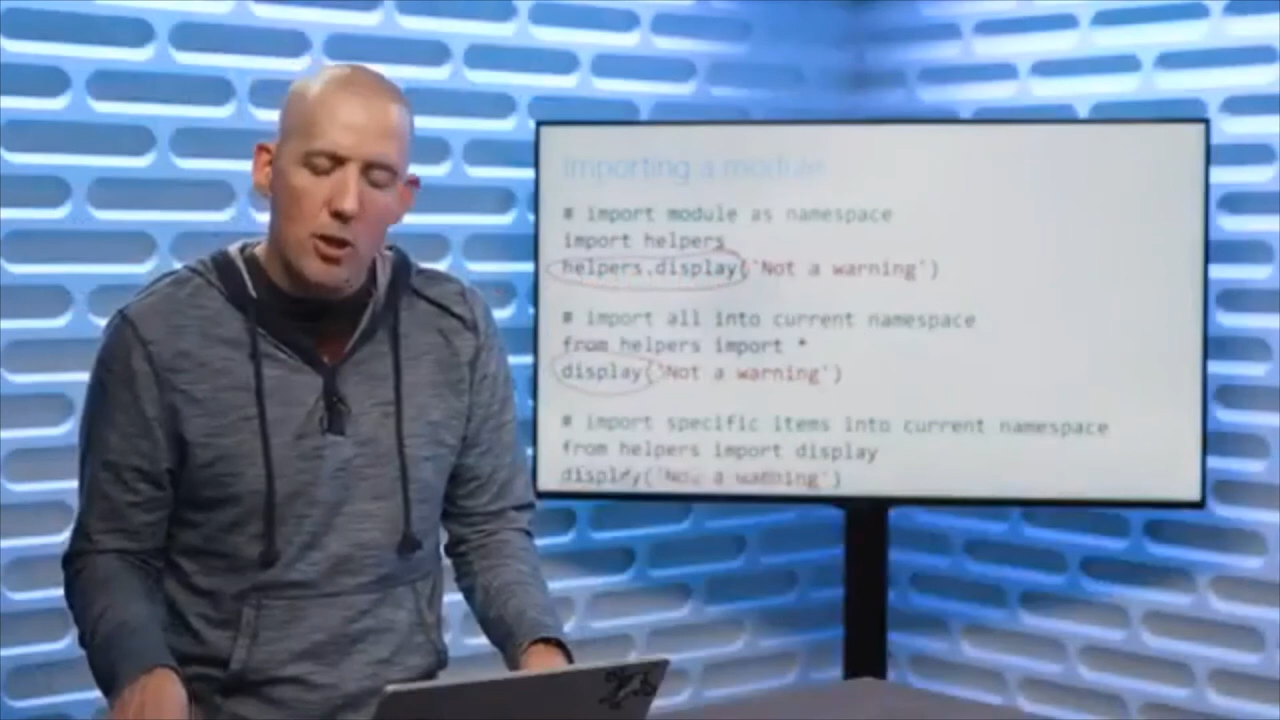 Importing a module
# import module as namespace
import helpers
helpers.display('Not a warning')
# import all into current namespace
from helpers import *
display('Not a warning')
# import specific items into current namespace
from helpers import display
display('Not a warning')